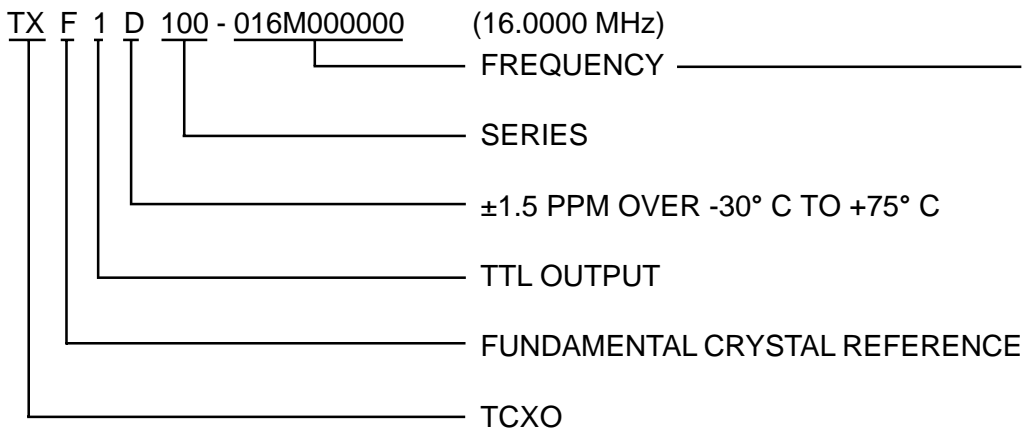 TX F 1 D 100 - 016M000000 (16.0000 MHz)
FREQUENCY
SERIES
±1.5 PPM OVER -30° C TO +75° C
TTL OUTPUT
FUNDAMENTAL CRYSTAL REFERENCE
TCXO